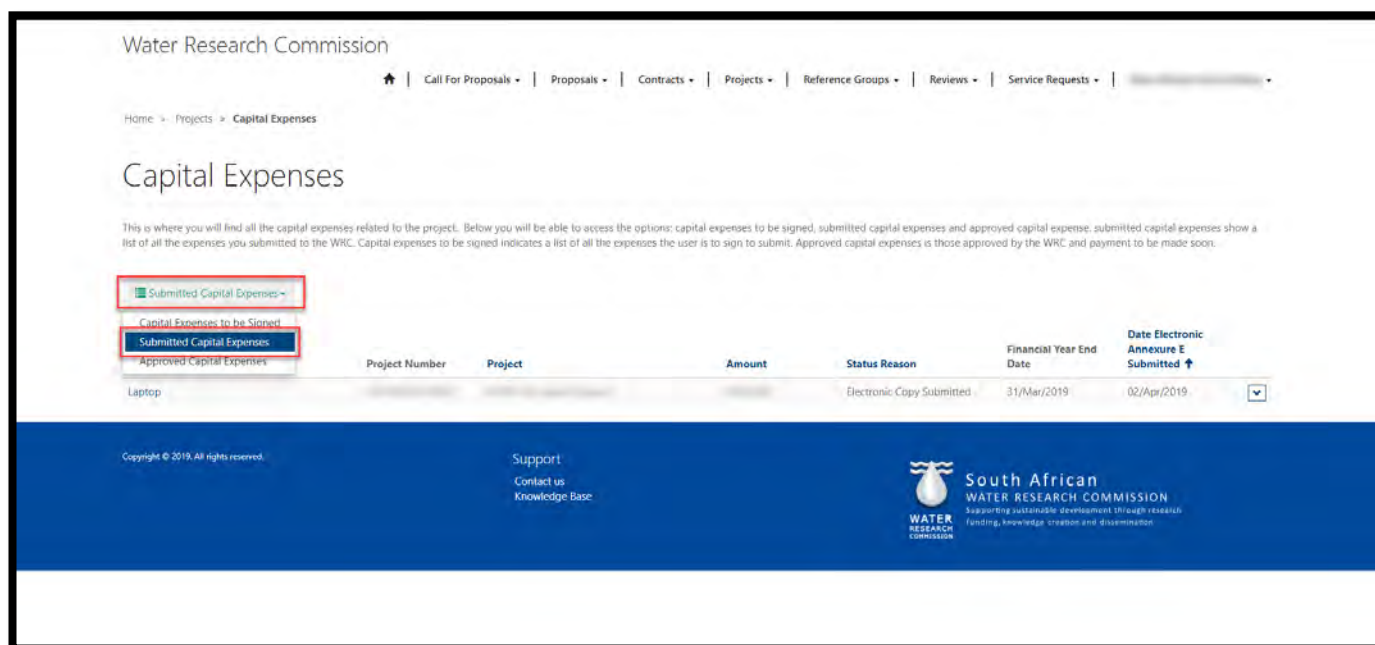 Water Research Commission
Call For Proposals
Proposals
Contracts
Projects
Reference Groups
Reviews
Service Requests
Home > Projects > Capital Expenses
Capital Expenses
This is where you will find all the capital expenses related to the project. Below you will be able to access the options: capital expenses to be signed, submitted capital expenses and approved capital expense. submitted capital expenses show a
list of all the expenses you submitted to the WRC. Capital expenses to be signed indicates a list of all the expenses the user is to sign to submit. Approved capital expenses is those approved by the WRC and payment to be made soon.
Submitted Capital Expenses
Capital Expenses to be Signed
Submitted Capital Expenses
Approved Capital Expenses
Project Number
Project
Amount
Status Reason
Financial Year End
Date
Date Electronic
Annexure E
Submitted
Laptop
Electronic Copy Submitted
31/Mar/2019
02/Apr/2019
Copyright © 2019. All rights reserved.
Support
Contact us
Knowledge Base
WATER
RESEARCH
COMMISSION
South African
WATER RESEARCH COMMISSION
Supporting sustainable development through research
funding, knowledge creation and dissemination